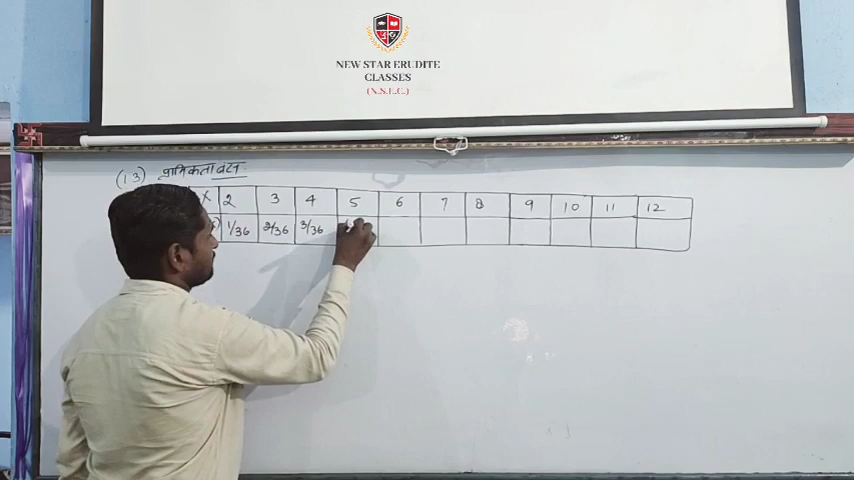 NEW STAR ERUDITE
CLASSES
(N.S.E.C.)
(13) प्रायिकता बंटन
X 2 3 4 5 6 7 8 9 10 11 12
1/36 2/36 3/36